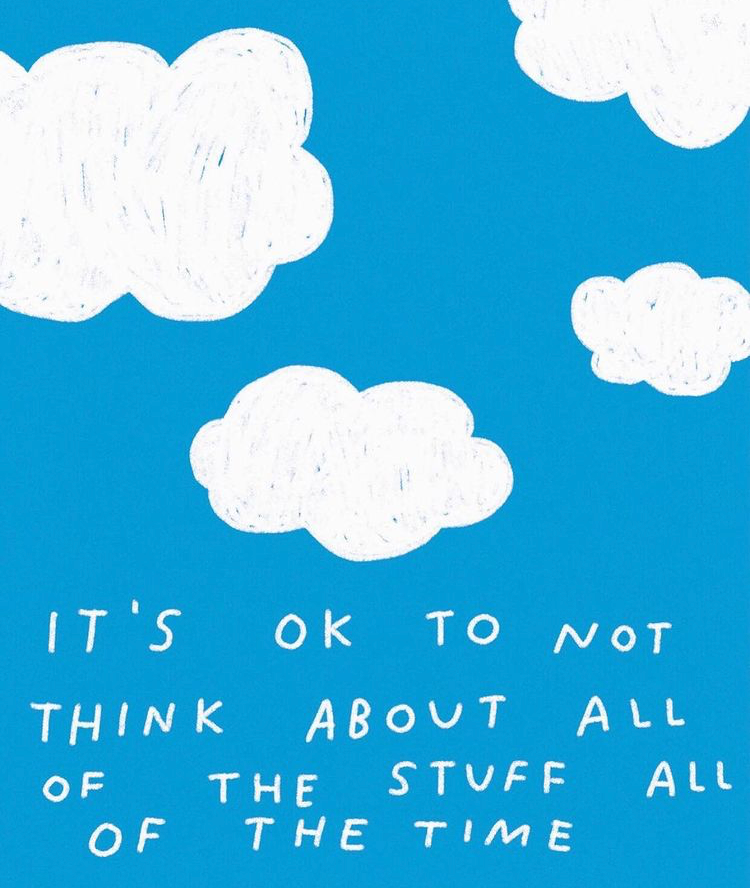 IT'S OK TO NOT
THINK ABOUT ALL
OF THE STUFF ALL
OF THE TIME